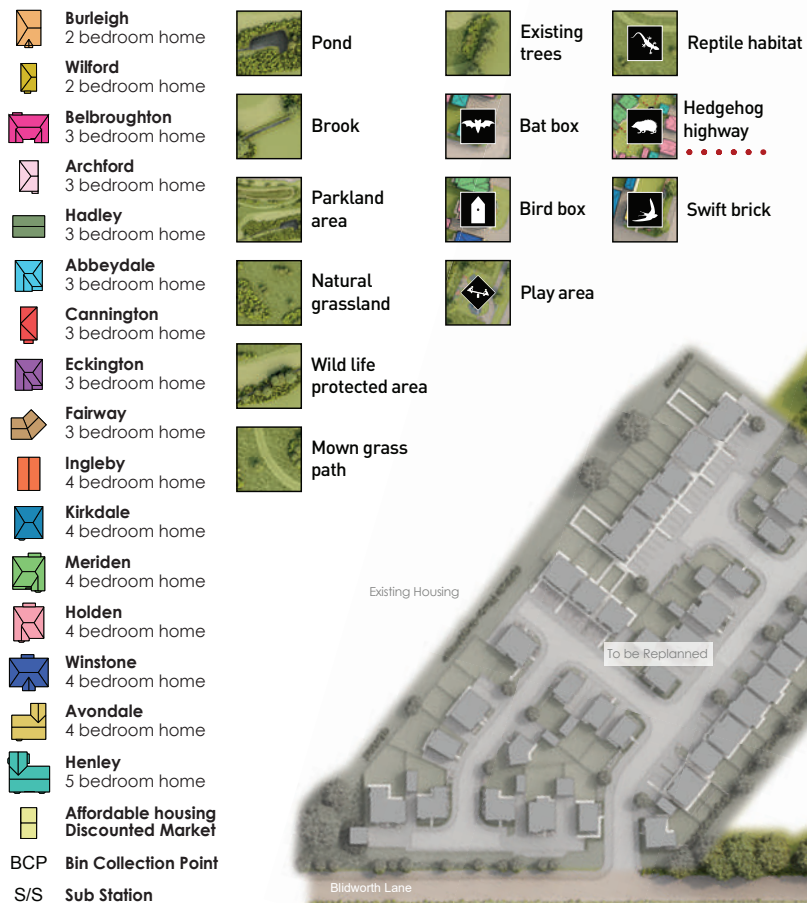 Burleigh
2 bedroom home
Wilford
2 bedroom home
Belbroughton
3 bedroom home
Archford
3 bedroom home
Hadley
3 bedroom home
Abbeydale
3 bedroom home
Cannington
3 bedroom home
Eckington
3 bedroom home
Fairway
3 bedroom home
Ingleby
4 bedroom home
Kirkdale
4 bedroom home
Meriden
4 bedroom home
Holden
4 bedroom home
Winstone
4 bedroom home
Avondale
4 bedroom home
Henley
5 bedroom home
Affordable housing
Discounted Market
BCP Bin Collection Point
S/S Sub Station
Pond
Brook
Parkland
area
Natural
grassland
Wild life
protected area
Mown grass
path
Existing
trees
Bat box
Bird box
Play area
Reptile habitat
Hedgehog
highway
Swift brick
Existing Housing
To be Replanned
Blidworth Lane